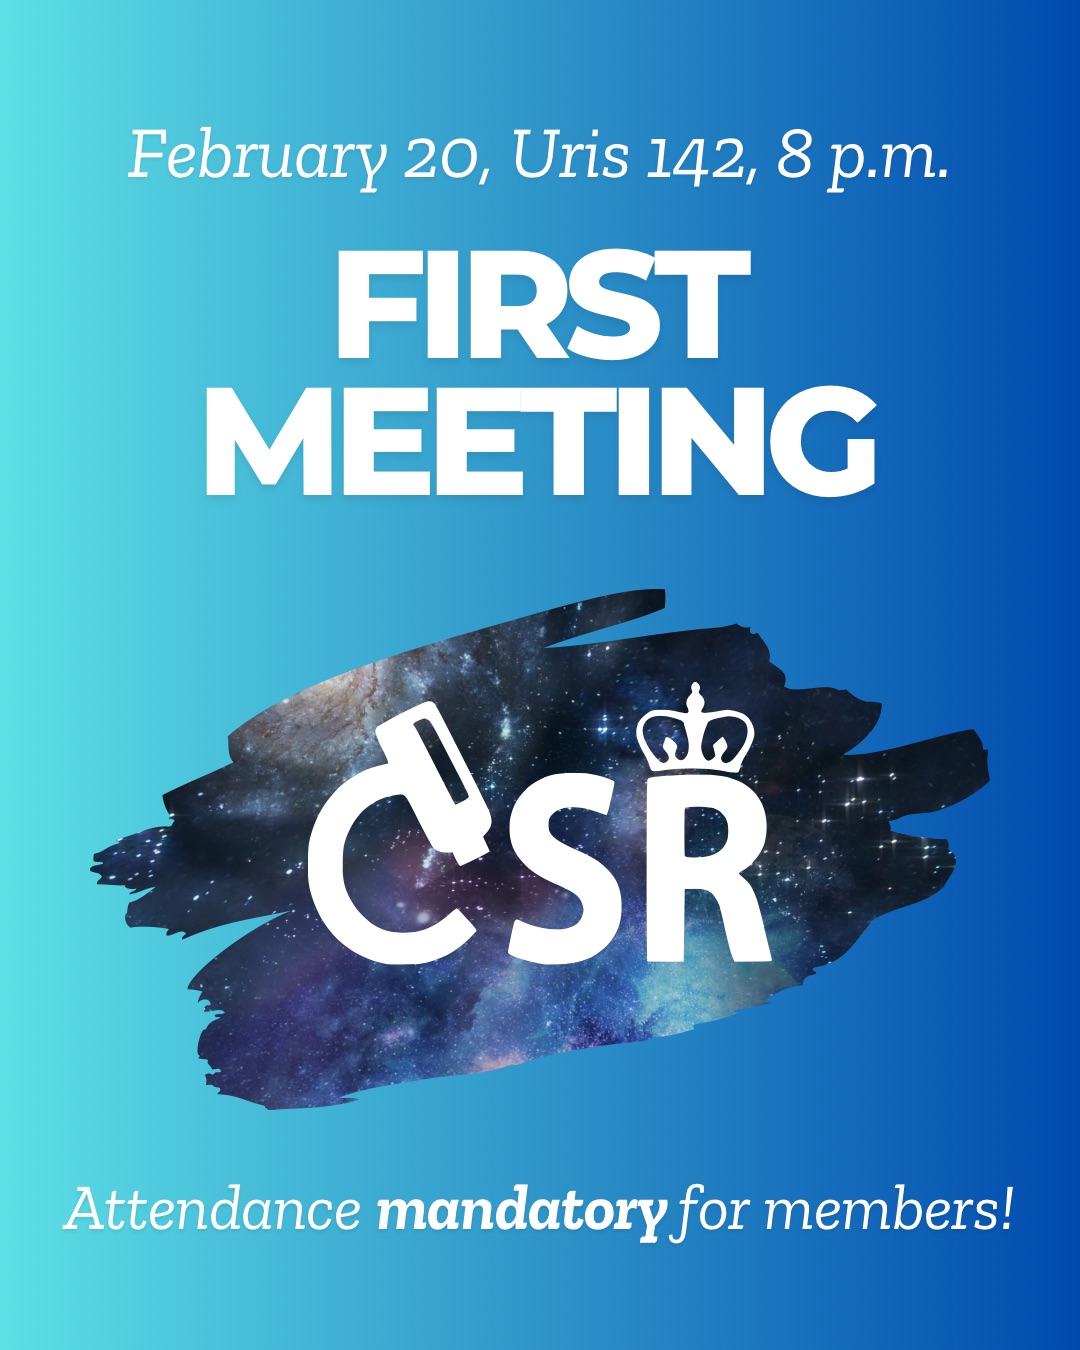 February 20, Uris 142, 8 p.m.
FIRST
MEETING
CSR
Attendance mandatory for members!